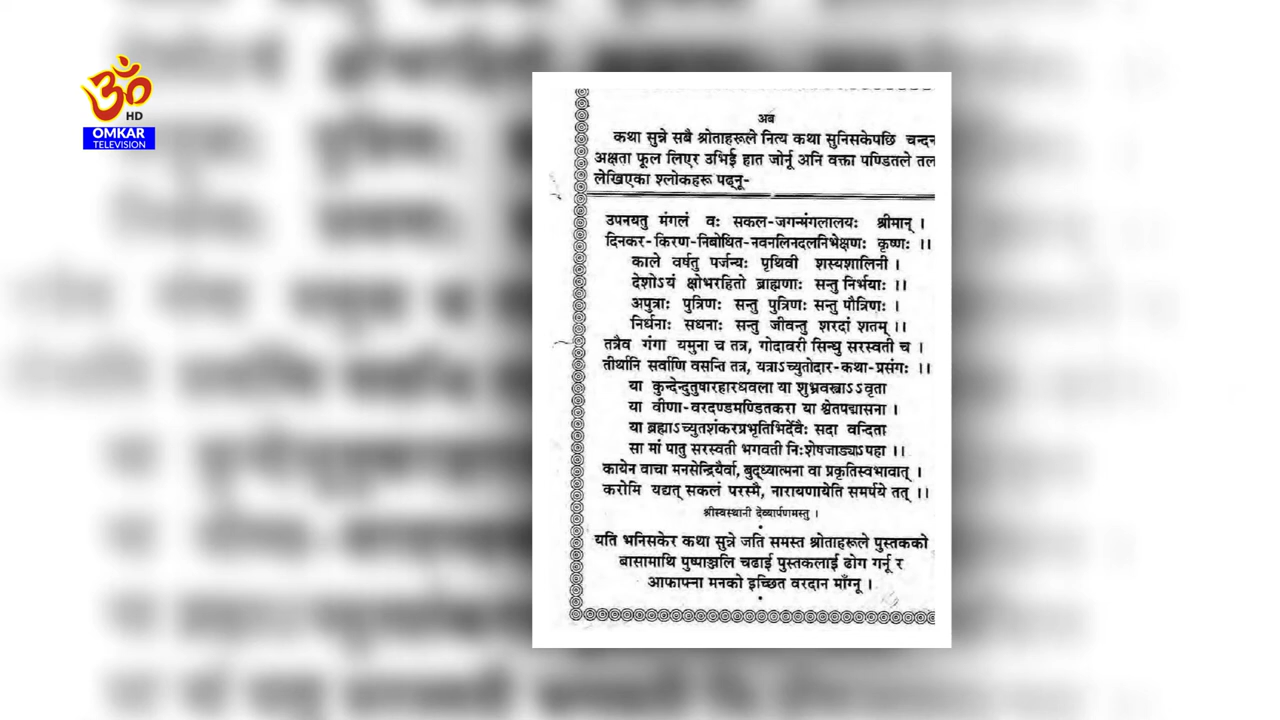 ॐ
HD
OMKAR
TELEVISION
अब
कथा सुन्ने सबै श्रोताहरूले नित्य कथा सुनिसकेपछि चन्दन
अक्षता फूल लिएर उभिई हात जोर्नू अनि वक्ता पण्डितले तल
लेखिएका श्लोकहरू पढ्नू-
उपनयतु मंगलं वः सकल-जगन्मंगलालयः श्रीमान् ।
दिनकर-किरण-निबोधित-नवनलिनदलनिभेक्षणः कृष्णः ।।
काले वर्षतु पर्जन्यः पृथिवी शस्यशालिनी ।
देशोऽयं क्षोभरहितो ब्राह्मणाः सन्तु निर्भयाः ।।
अपुत्राः पुत्रिणः सन्तु पुत्रिणः सन्तु पौत्रिणः ।
निर्धनाः सधनाः सन्तु जीवन्तु शरदां शतम् ।।
तत्रैव गंगा यमुना च तत्र, गोदावरी सिन्धु सरस्वती च ।
तीर्थानि सर्वाणि वसन्ति तत्र, यत्राऽच्युतोदार-कथा-प्रसंगः ।।
या कुन्देन्दुतुषारहारधवला या शुभ्रवस्त्राऽऽवृता
या वीणा-वरदण्डमण्डितकरा या श्वेतपद्मासना ।
या ब्रह्माऽच्युतशंकरप्रभृतिभिर्देवैः सदा वन्दिता
सा मां पातु सरस्वती भगवती निःशेषजाड्याऽपहा ।।
कायेन वाचा मनसेन्द्रियैर्वा, बुद्ध्यात्मना वा प्रकृतिस्वभावात् ।
करोमि यद्यत् सकलं परस्मै, नारायणायेति समर्पये तत् ।।
श्रीस्वस्थानी देव्यार्पणमस्तु ।
यति भनिसकेर कथा सुन्ने जति समस्त श्रोताहरूले पुस्तकको
बासामाथि पुष्पाञ्जलि चढाई पुस्तकलाई ढोग गर्नू र
आफाफ्ना मनको इच्छित वरदान माँग्नू ।